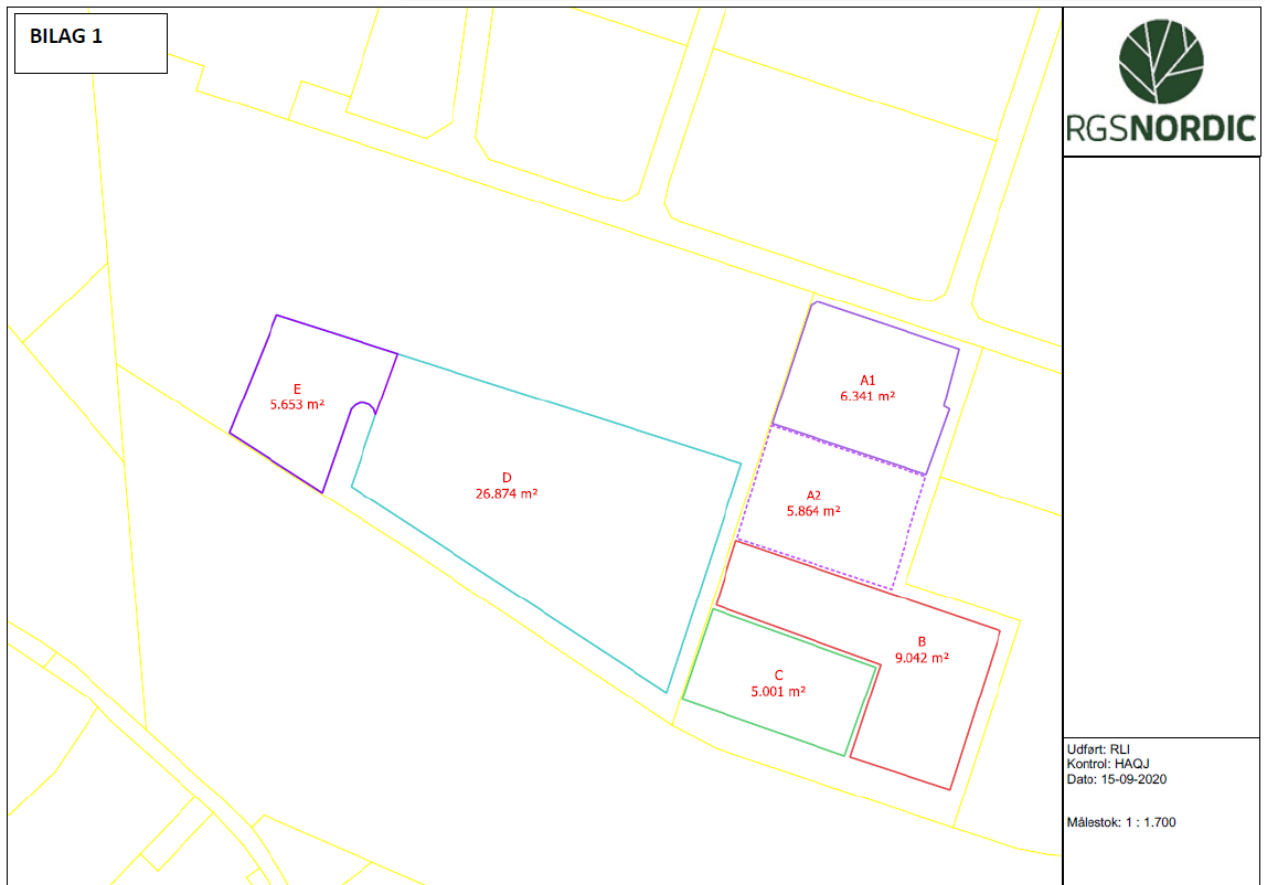 BILAG 1
RGSNORDIC
E
5.653 m²
D
26.874 m²
A1
6.341 m²
A2
5.864 m²
B
9.042 m²
C
5.001 m²
Udført: RLI
Kontrol: HAQJ
Dato: 15-09-2020
Målestok: 1 : 1.700